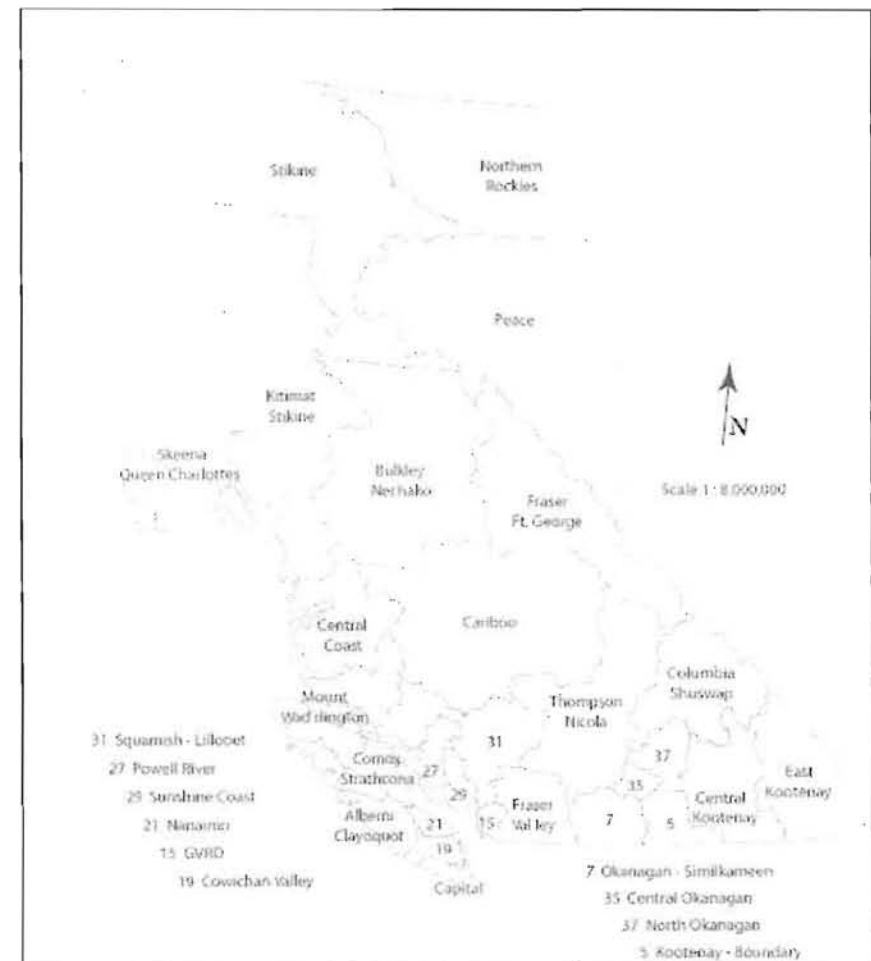 Stikine
Northern
Rockies
Peace
Kitimat
Stikine
N
Skeena
Queen Charlottes
Bulkley
Nechako
Scale 1 : 8,000,000
Fraser
Ft. George
Central
Coast
Cariboo
Columbia
Shuswap
Mount
Waddington
Thompson
Nicola
31
37
31 Squamish - Lillooet
27 Powell River
29 Sunshine Coast
21 Nanaimo
15 GVRD
19 Cowichan Valley
Comox
Strathcona
27
29
35
East
Kootenay
Alberni
Clayoquot
21
15
Fraser
Valley
7
5
Central
Kootenay
19
Capital
7 Okanagan - Similkameen
35 Central Okanagan
37 North Okanagan
5 Kootenay - Boundary